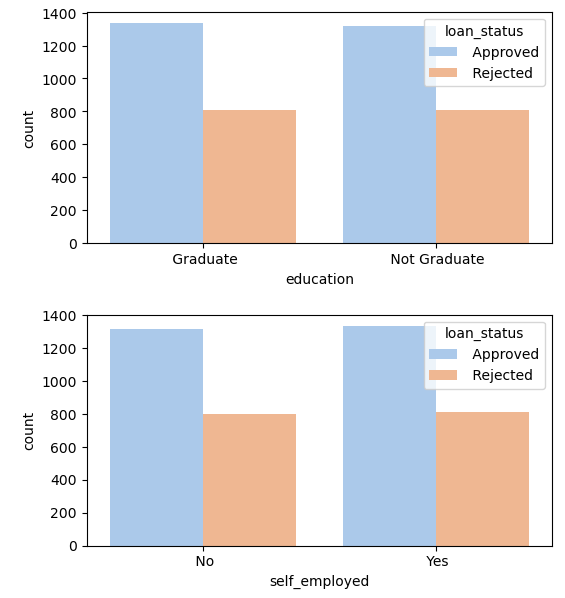 1400
1200
1000
800
600
400
200
0
count
loan_status
Approved
Rejected
Graduate
Not Graduate
education
1400
1200
1000
800
600
400
200
0
count
loan_status
Approved
Rejected
No
Yes
self_employed